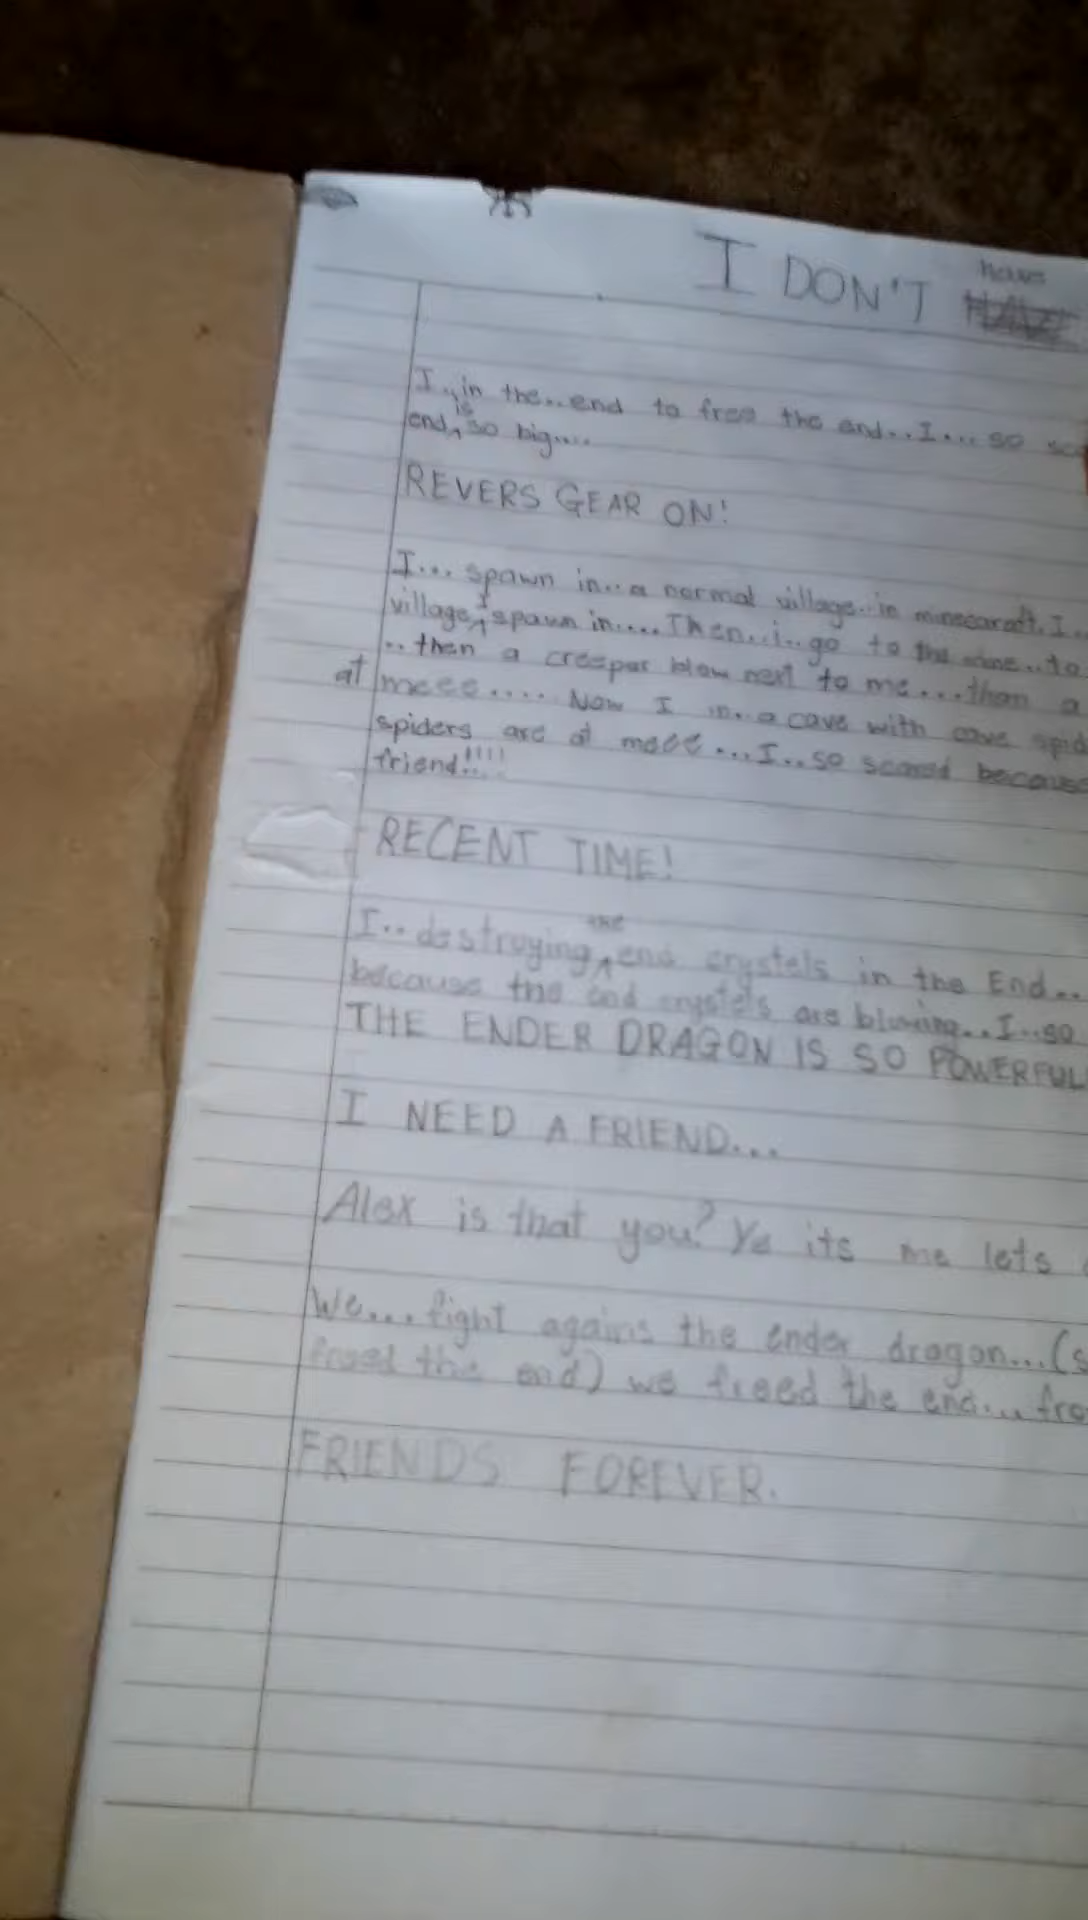 I DON'T have
I.. in the.. end to free the end.. I... so
end is so big....
REVERS GEAR ON!
I... spawn in.. a normal village.. in minecraft. I..
village, I spawn in.... Then.. i.. go to the mine.. to
.. then a creeper blow next to me... then a
at meee..... Now I in.. a cave with cave
spiders are at meee... I.. so scared because
friend!!!!
RECENT TIME!
I.. destroying the end crystels in the End..
because the end crystels are blowing.. I.. so
THE ENDER DRAGON IS SO POWERFUL
I NEED A FRIEND...
Alex is that you? Ye its me lets
We... fight agains the ender dragon... (
freed the end) we freed the end...
FRIENDS FOREVER.